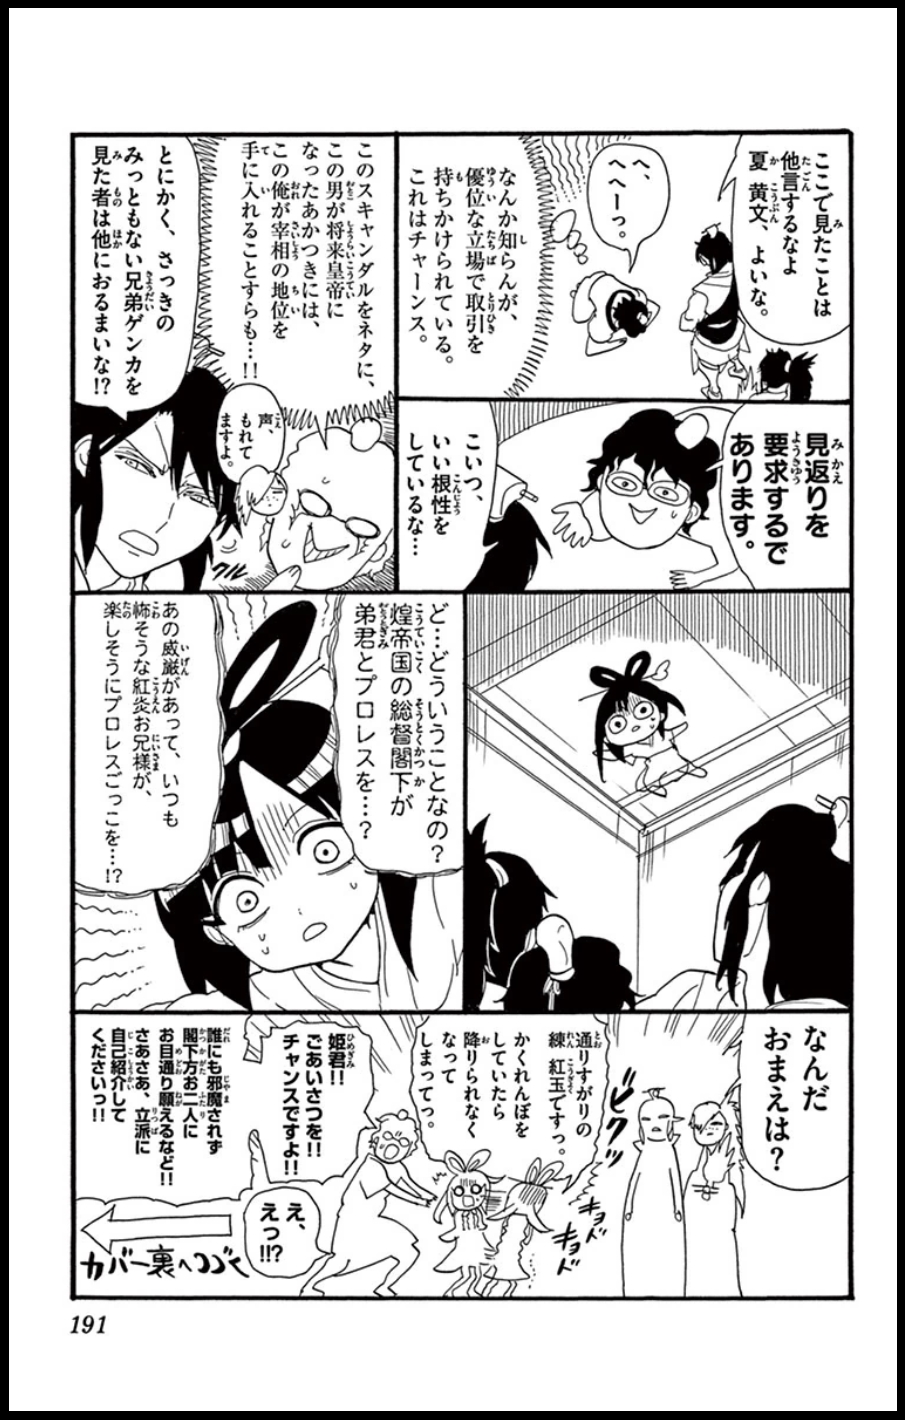 ここで見たことは
他言するなよ
夏 黄文、よいな。
へ、
へへーっ。
なんか知らんが、
優位な立場で取引を
持ちかけられている。
これはチャーンス。
このスキャンダルをネタに、
この男が将来皇帝に
なったあかつきには、
この俺が宰相の地位を
手に入れることすらも…!!
とにかく、さっきの
みっともない兄弟ゲンカを
見た者は他におるまいな!?
声、
もれて
ますよ。
見返りを
要求するで
あります。
こいつ、
いい根性を
しているな…
ど…どういうことなの?
煌帝国の総督閣下が
弟君とプロレスを…?
あの威厳があって、いつも
怖そうな紅炎お兄様が、
楽しそうにプロレスごっこを…!?
なんだ
おまえは?
ビクッ
通りすがりの
練 紅玉ですっ。
かくれんぼを
していたら
降りられなく
なって
しまってっ。
キョド
キョド
姫君!!
ごあいさつを!!
チャンスですよ!!
誰にも邪魔されず
閣下方お二人に
お目通り願えるなど!!
さあさあ、立派に
自己紹介して
くださいっ!!
え、
えっ!!?
カバー裏へつづく
191